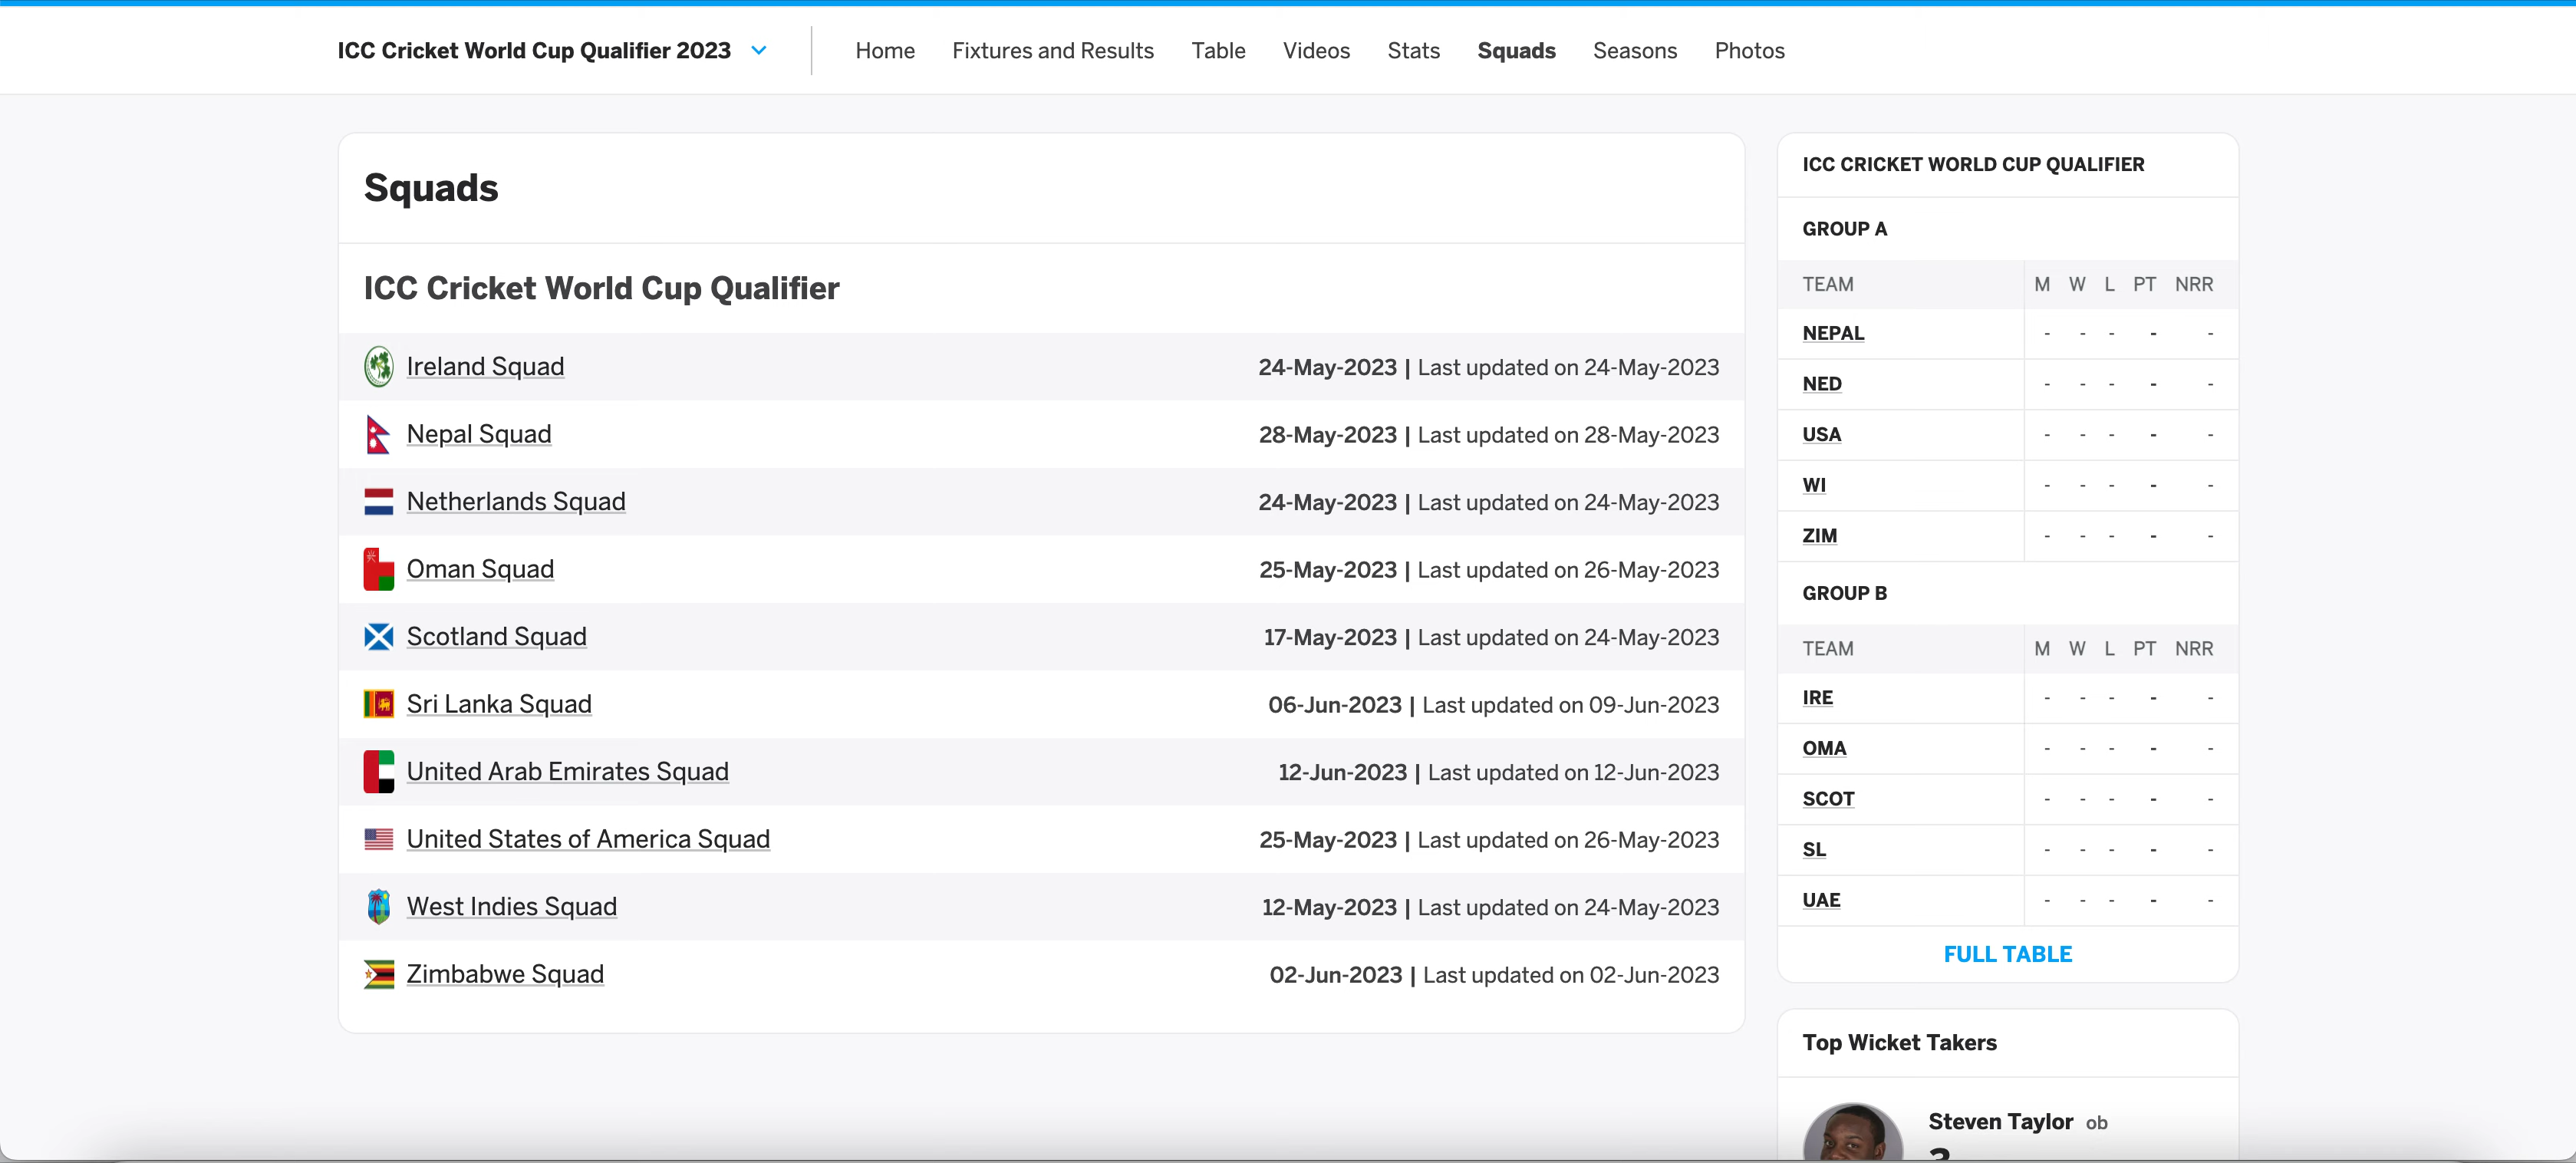 ICC Cricket World Cup Qualifier 2023
Home Fixtures and Results Table Videos Stats Squads Seasons Photos
Squads
ICC Cricket World Cup Qualifier
Ireland Squad 24-May-2023 | Last updated on 24-May-2023
Nepal Squad 28-May-2023 | Last updated on 28-May-2023
Netherlands Squad 24-May-2023 | Last updated on 24-May-2023
Oman Squad 25-May-2023 | Last updated on 26-May-2023
Scotland Squad 17-May-2023 | Last updated on 24-May-2023
Sri Lanka Squad 06-Jun-2023 | Last updated on 09-Jun-2023
United Arab Emirates Squad 12-Jun-2023 | Last updated on 12-Jun-2023
United States of America Squad 25-May-2023 | Last updated on 26-May-2023
West Indies Squad 12-May-2023 | Last updated on 24-May-2023
Zimbabwe Squad 02-Jun-2023 | Last updated on 02-Jun-2023
ICC CRICKET WORLD CUP QUALIFIER
GROUP A
TEAM M W L PT NRR
NEPAL - - - - -
NED - - - - -
USA - - - - -
WI - - - - -
ZIM - - - - -
GROUP B
TEAM M W L PT NRR
IRE - - - - -
OMA - - - - -
SCOT - - - - -
SL - - - - -
UAE - - - - -
FULL TABLE
Top Wicket Takers
Steven Taylor ob